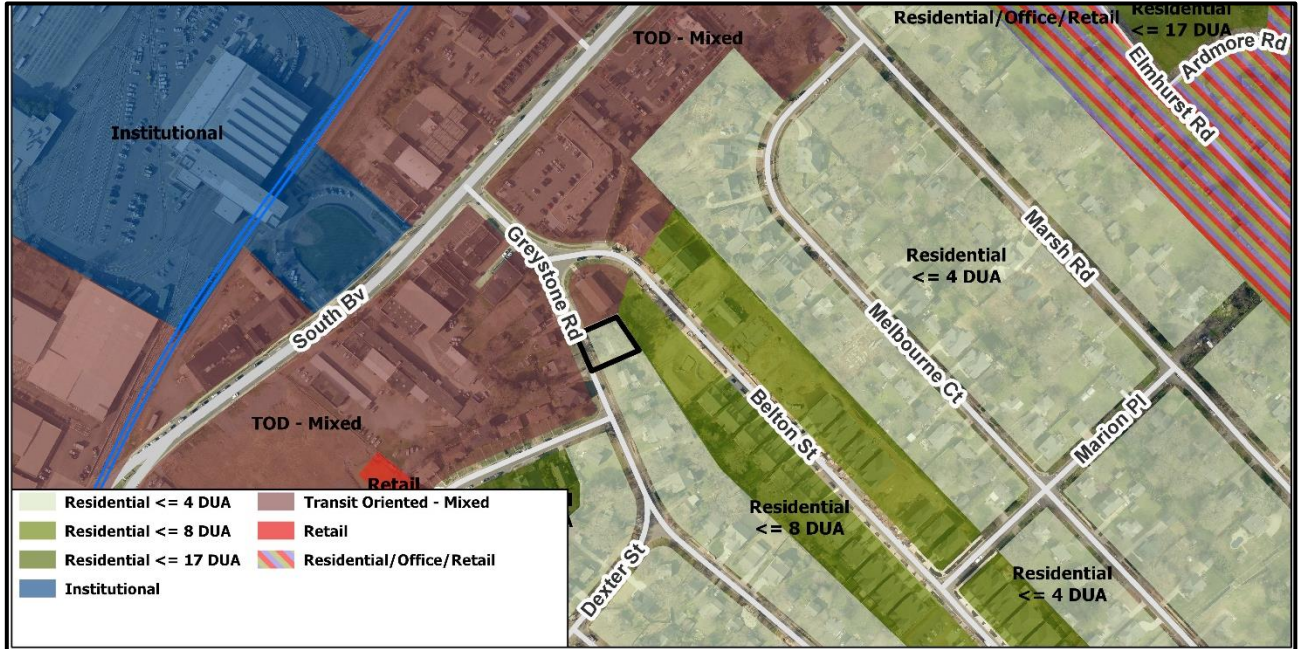 Residential/Office/Retail
Residential
<= 17 DUA
TOD - Mixed
Elmhurst Rd
Ardmore Rd
Institutional
Marsh Rd
Greystone Rd
Residential
<= 4 DUA
South Bv
Melbourne Ct
Belton St
Marion Pl
TOD - Mixed
Retail
Residential
<= 8 DUA
Dexter St
Residential
<= 4 DUA
Residential <= 4 DUA
Transit Oriented - Mixed
Residential <= 8 DUA
Retail
Residential <= 17 DUA
Residential/Office/Retail
Institutional